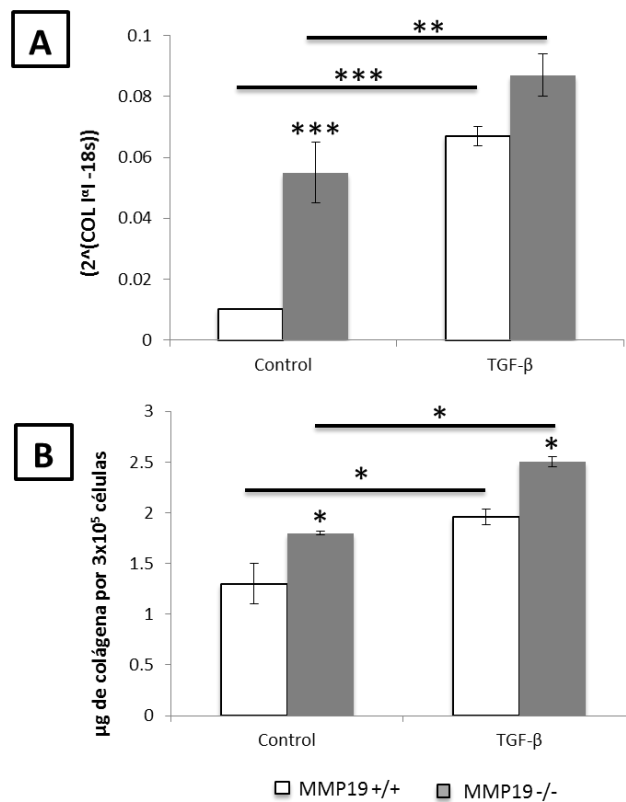 A
0.1
0.08
0.06
0.04
0.02
0
(2^(COL IαI -18s))
***
**
***
Control
TGF-β
B
3
2.5
2
1.5
1
0.5
0
µg de colágena por 3x10⁵ células
*
*
*
*
Control
TGF-β
MMP19 +/+
MMP19 -/-